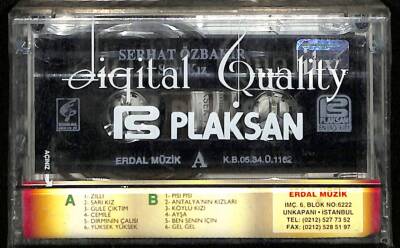 SERHAT ÖZBAKIR
Digital Quality
PLAKSAN
ERDAL MÜZİK
A
K.B.05.34.0.1162
AÇINIZ
A
1- ZİLLİ
2- SARI KIZ
3- GÜLE ÇIKTIM
4- CEMİLE
5- DİRMİNİN ÇALISI
6- YÜKSEK YÜKSEK
B
1- PİSİ PİSİ
2- ANTALYA'NIN KIZLARI
3- KÖYLÜ KIZI
4- AYŞA
5- BEN SENİN İÇİN
6- GEL GEL
ERDAL MÜZİK
İMÇ. 6, BLOK NO:6222
UNKAPANI - İSTANBUL
TEL: (0212) 527 73 52
FAX: (0212) 528 51 97